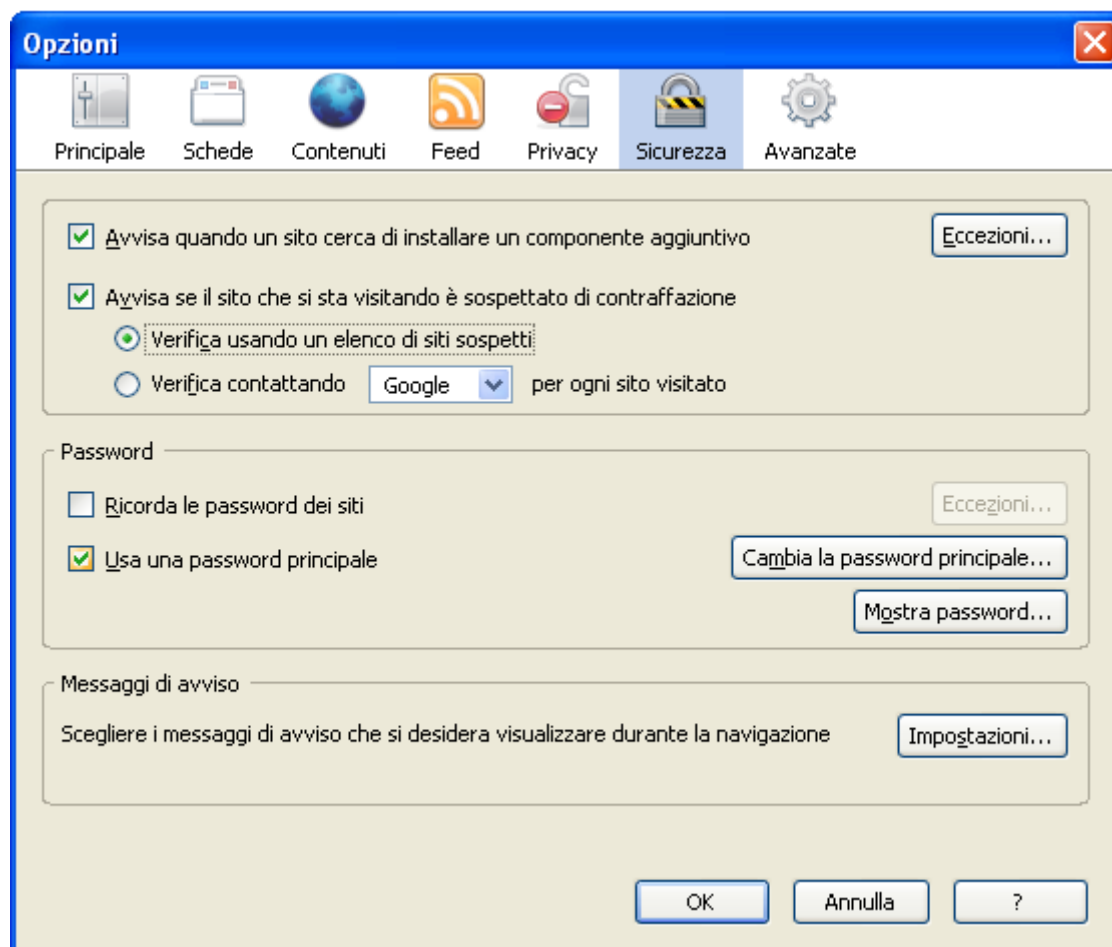 Opzioni
Principale Schede Contenuti Feed Privacy Sicurezza Avanzate
Avvisa quando un sito cerca di installare un componente aggiuntivo Eccezioni...
Avvisa se il sito che si sta visitando è sospettato di contraffazione
Verifica usando un elenco di siti sospetti
Verifica contattando Google per ogni sito visitato
Password
Ricorda le password dei siti Eccezioni...
Usa una password principale Cambia la password principale...
Mostra password...
Messaggi di avviso
Scegliere i messaggi di avviso che si desidera visualizzare durante la navigazione Impostazioni...
OK Annulla ?